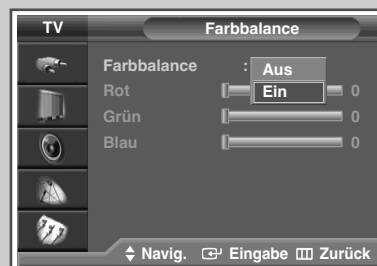 TV Farbbalance
Farbbalance : Aus
Rot Ein 0
Grün 0
Blau 0
Navig. Eingabe Zurück